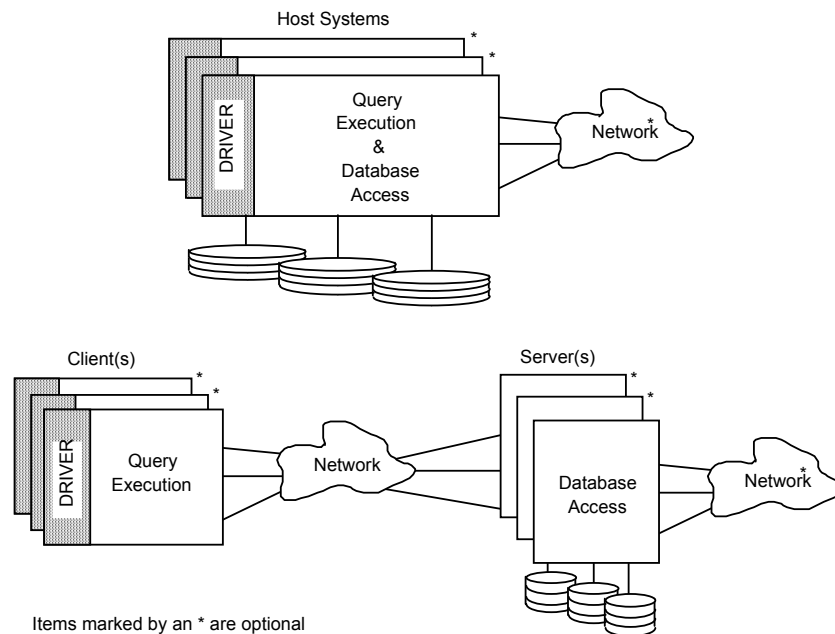 Host Systems
*
*
DRIVER
Query
Execution
&
Database
Access
Network*
Client(s)
*
*
DRIVER
Query
Execution
Network
Server(s)
*
*
Database
Access
Network*
Items marked by an * are optional